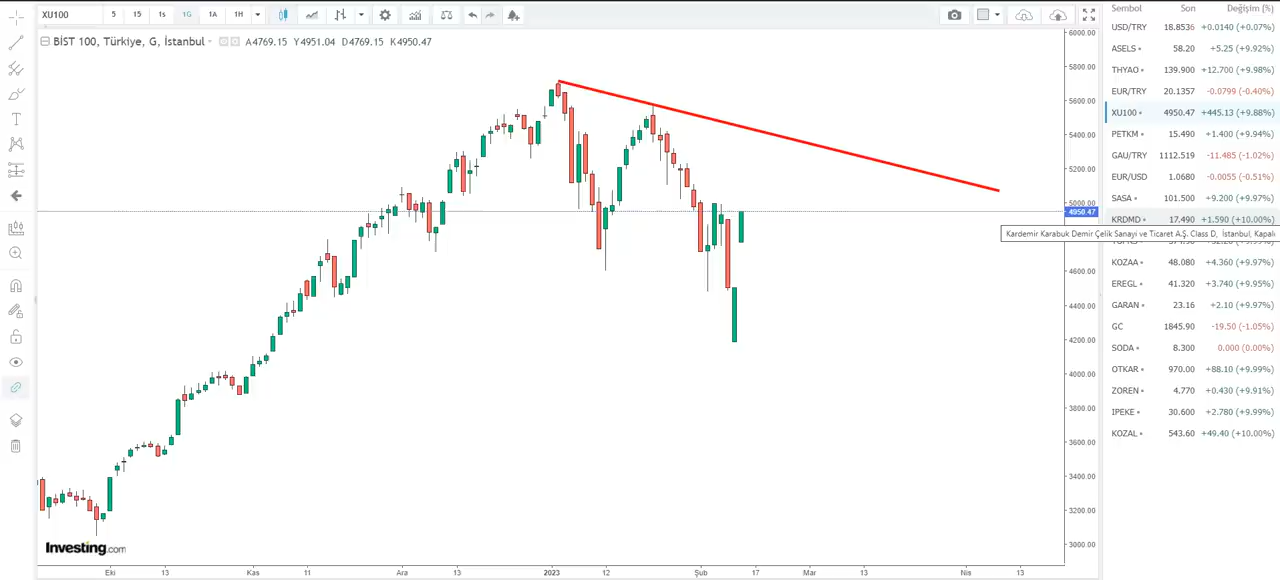 XU100 5 15 1s 1G 1A 1H
BİST 100, Türkiye, G, İstanbul A4769.15 Y4951.04 D4769.15 K4950.47
6000.00
5800.00
5600.00
5400.00
5200.00
5000.00
4950.47
4600.00
4400.00
4200.00
4000.00
3800.00
3600.00
3400.00
3200.00
3000.00
Investing.com
Eki 13 Kas 11 Ara 13 2023 12 Şub 17 Mar 13 Nis 13
Sembol Son Değişim (%)
USD/TRY 18.8536 +0.0140 (+0.07%)
ASELS 58.20 +5.25 (+9.92%)
THYAO 139.900 +12.700 (+9.98%)
EUR/TRY 20.1357 -0.0799 (-0.40%)
XU100 4950.47 +445.13 (+9.88%)
PETKM 15.490 +1.400 (+9.94%)
GAU/TRY 1112.519 -11.485 (-1.02%)
EUR/USD 1.0680 -0.0055 (-0.51%)
SASA 101.500 +9.200 (+9.97%)
KRDMD 17.490 +1.590 (+10.00%)
Kardemir Karabuk Demir Çelik Sanayi ve Ticaret A.Ş. Class D, İstanbul, Kapalı
KOZAA 48.080 +4.360 (+9.97%)
EREGL 41.320 +3.740 (+9.95%)
GARAN 23.16 +2.10 (+9.97%)
GC 1845.90 -19.50 (-1.05%)
SODA 8.300 0.000 (0.00%)
OTKAR 970.00 +88.10 (+9.99%)
ZOREN 4.770 +0.430 (+9.91%)
IPEKE 30.600 +2.780 (+9.99%)
KOZAL 543.60 +49.40 (+10.00%)